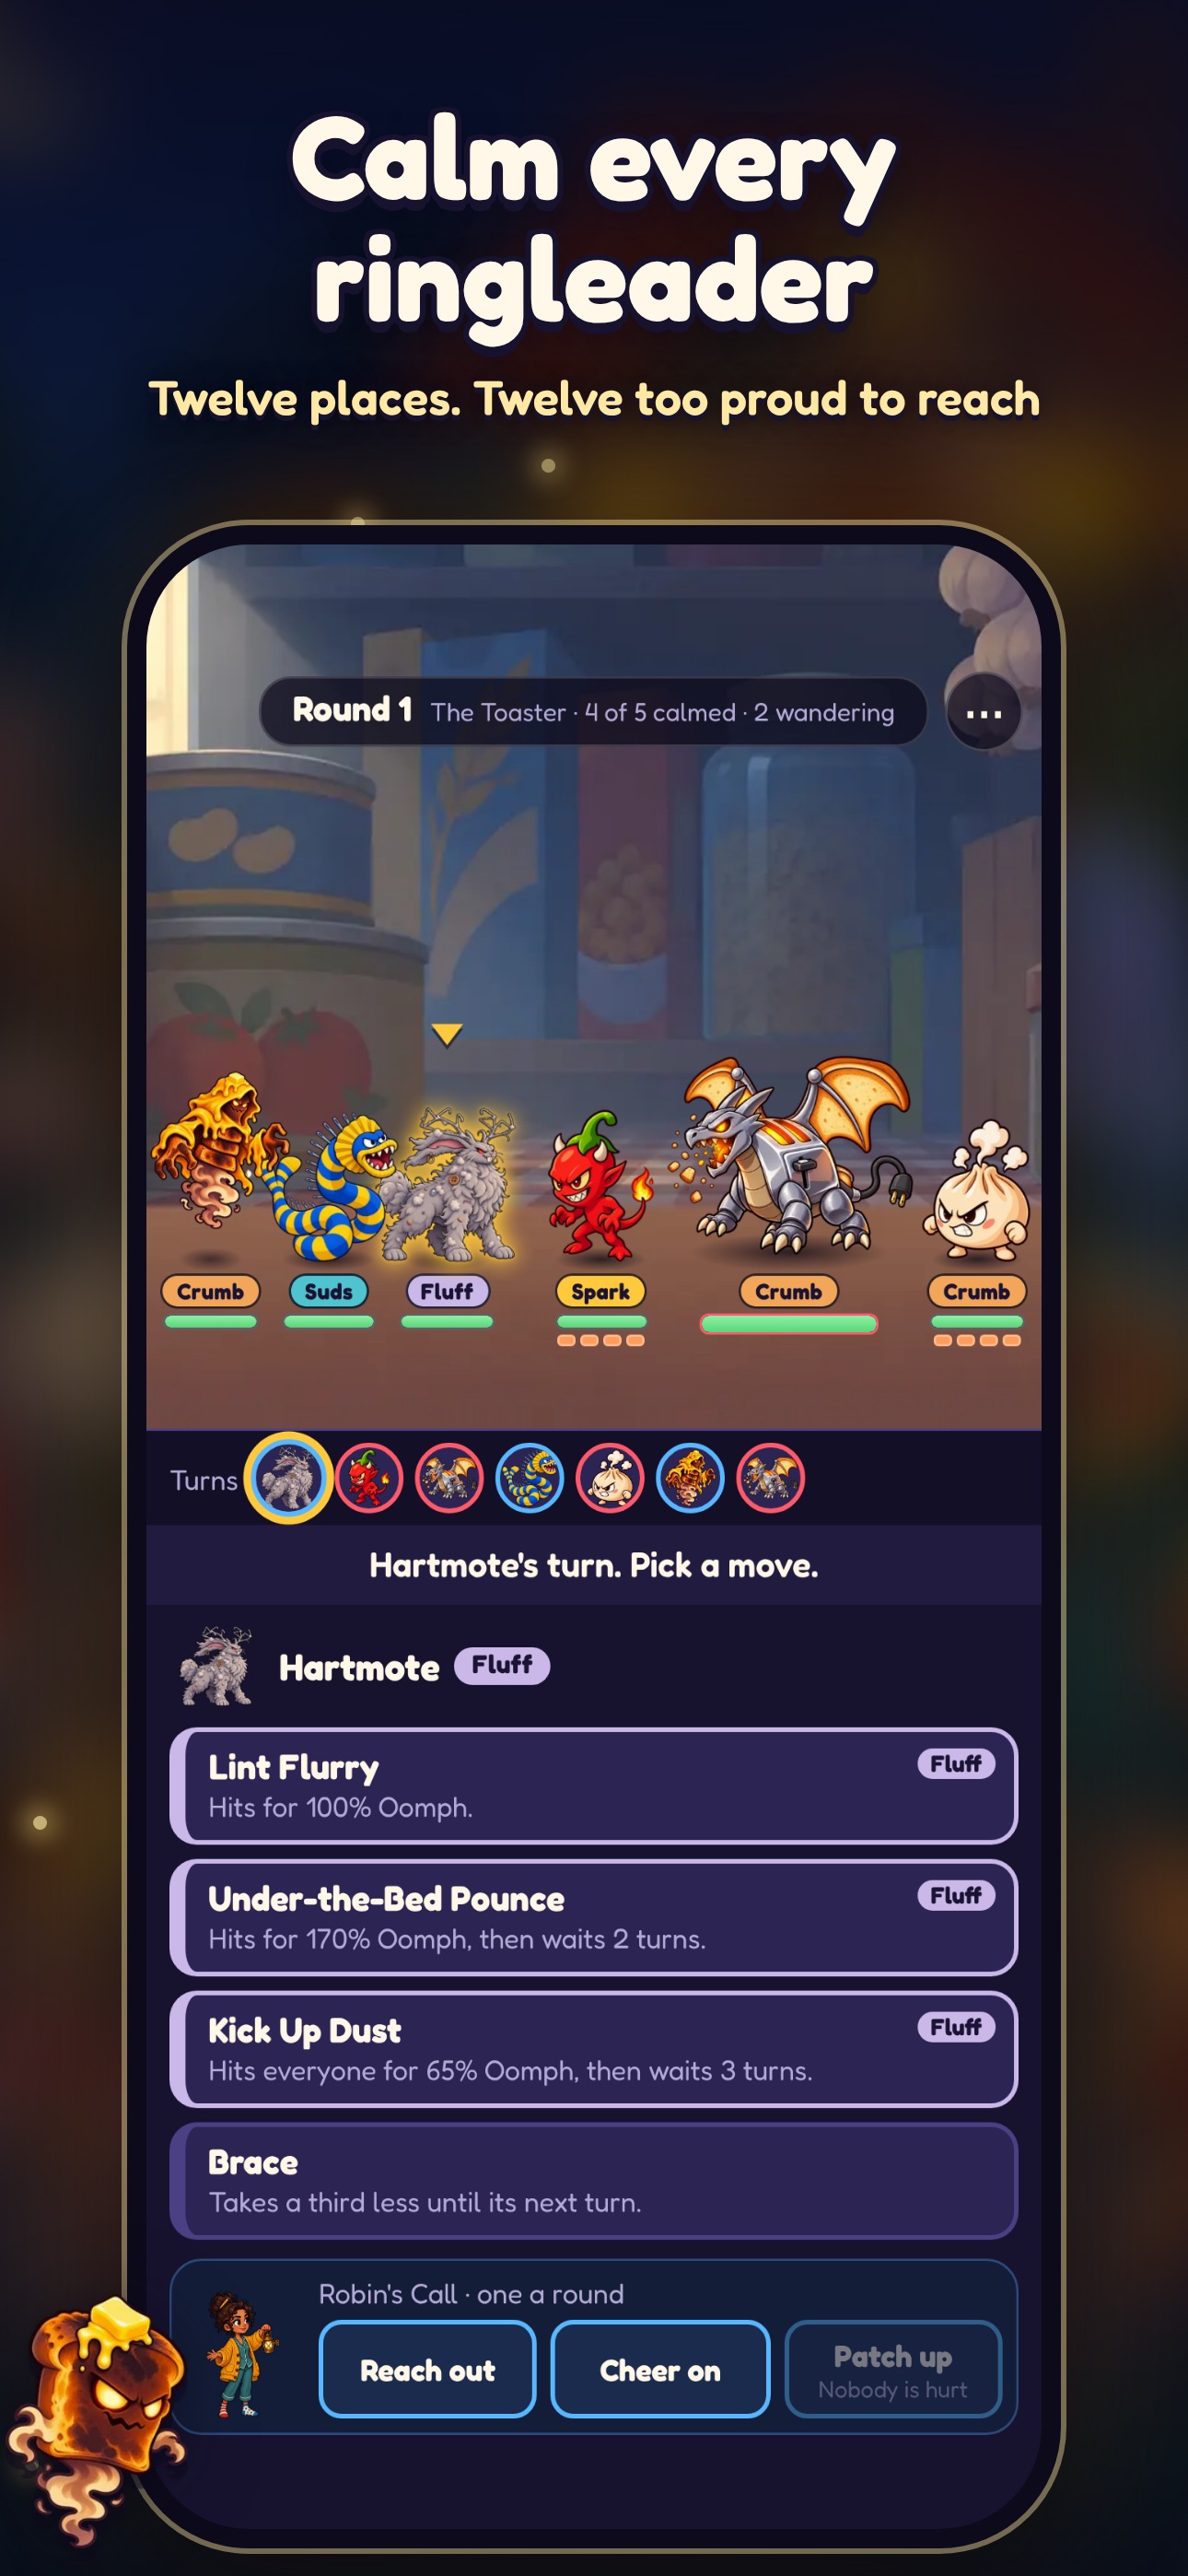 Calm every
ringleader
Twelve places. Twelve too proud to reach
Round 1 The Toaster · 4 of 5 calmed · 2 wandering
...
Crumb Suds Fluff Spark Crumb Crumb
Turns
Hartmote's turn. Pick a move.
Hartmote Fluff
Lint Flurry Fluff
Hits for 100% Oomph.
Under-the-Bed Pounce Fluff
Hits for 170% Oomph, then waits 2 turns.
Kick Up Dust Fluff
Hits everyone for 65% Oomph, then waits 3 turns.
Brace
Takes a third less until its next turn.
Robin's Call · one a round
Reach out Cheer on Patch up
Nobody is hurt